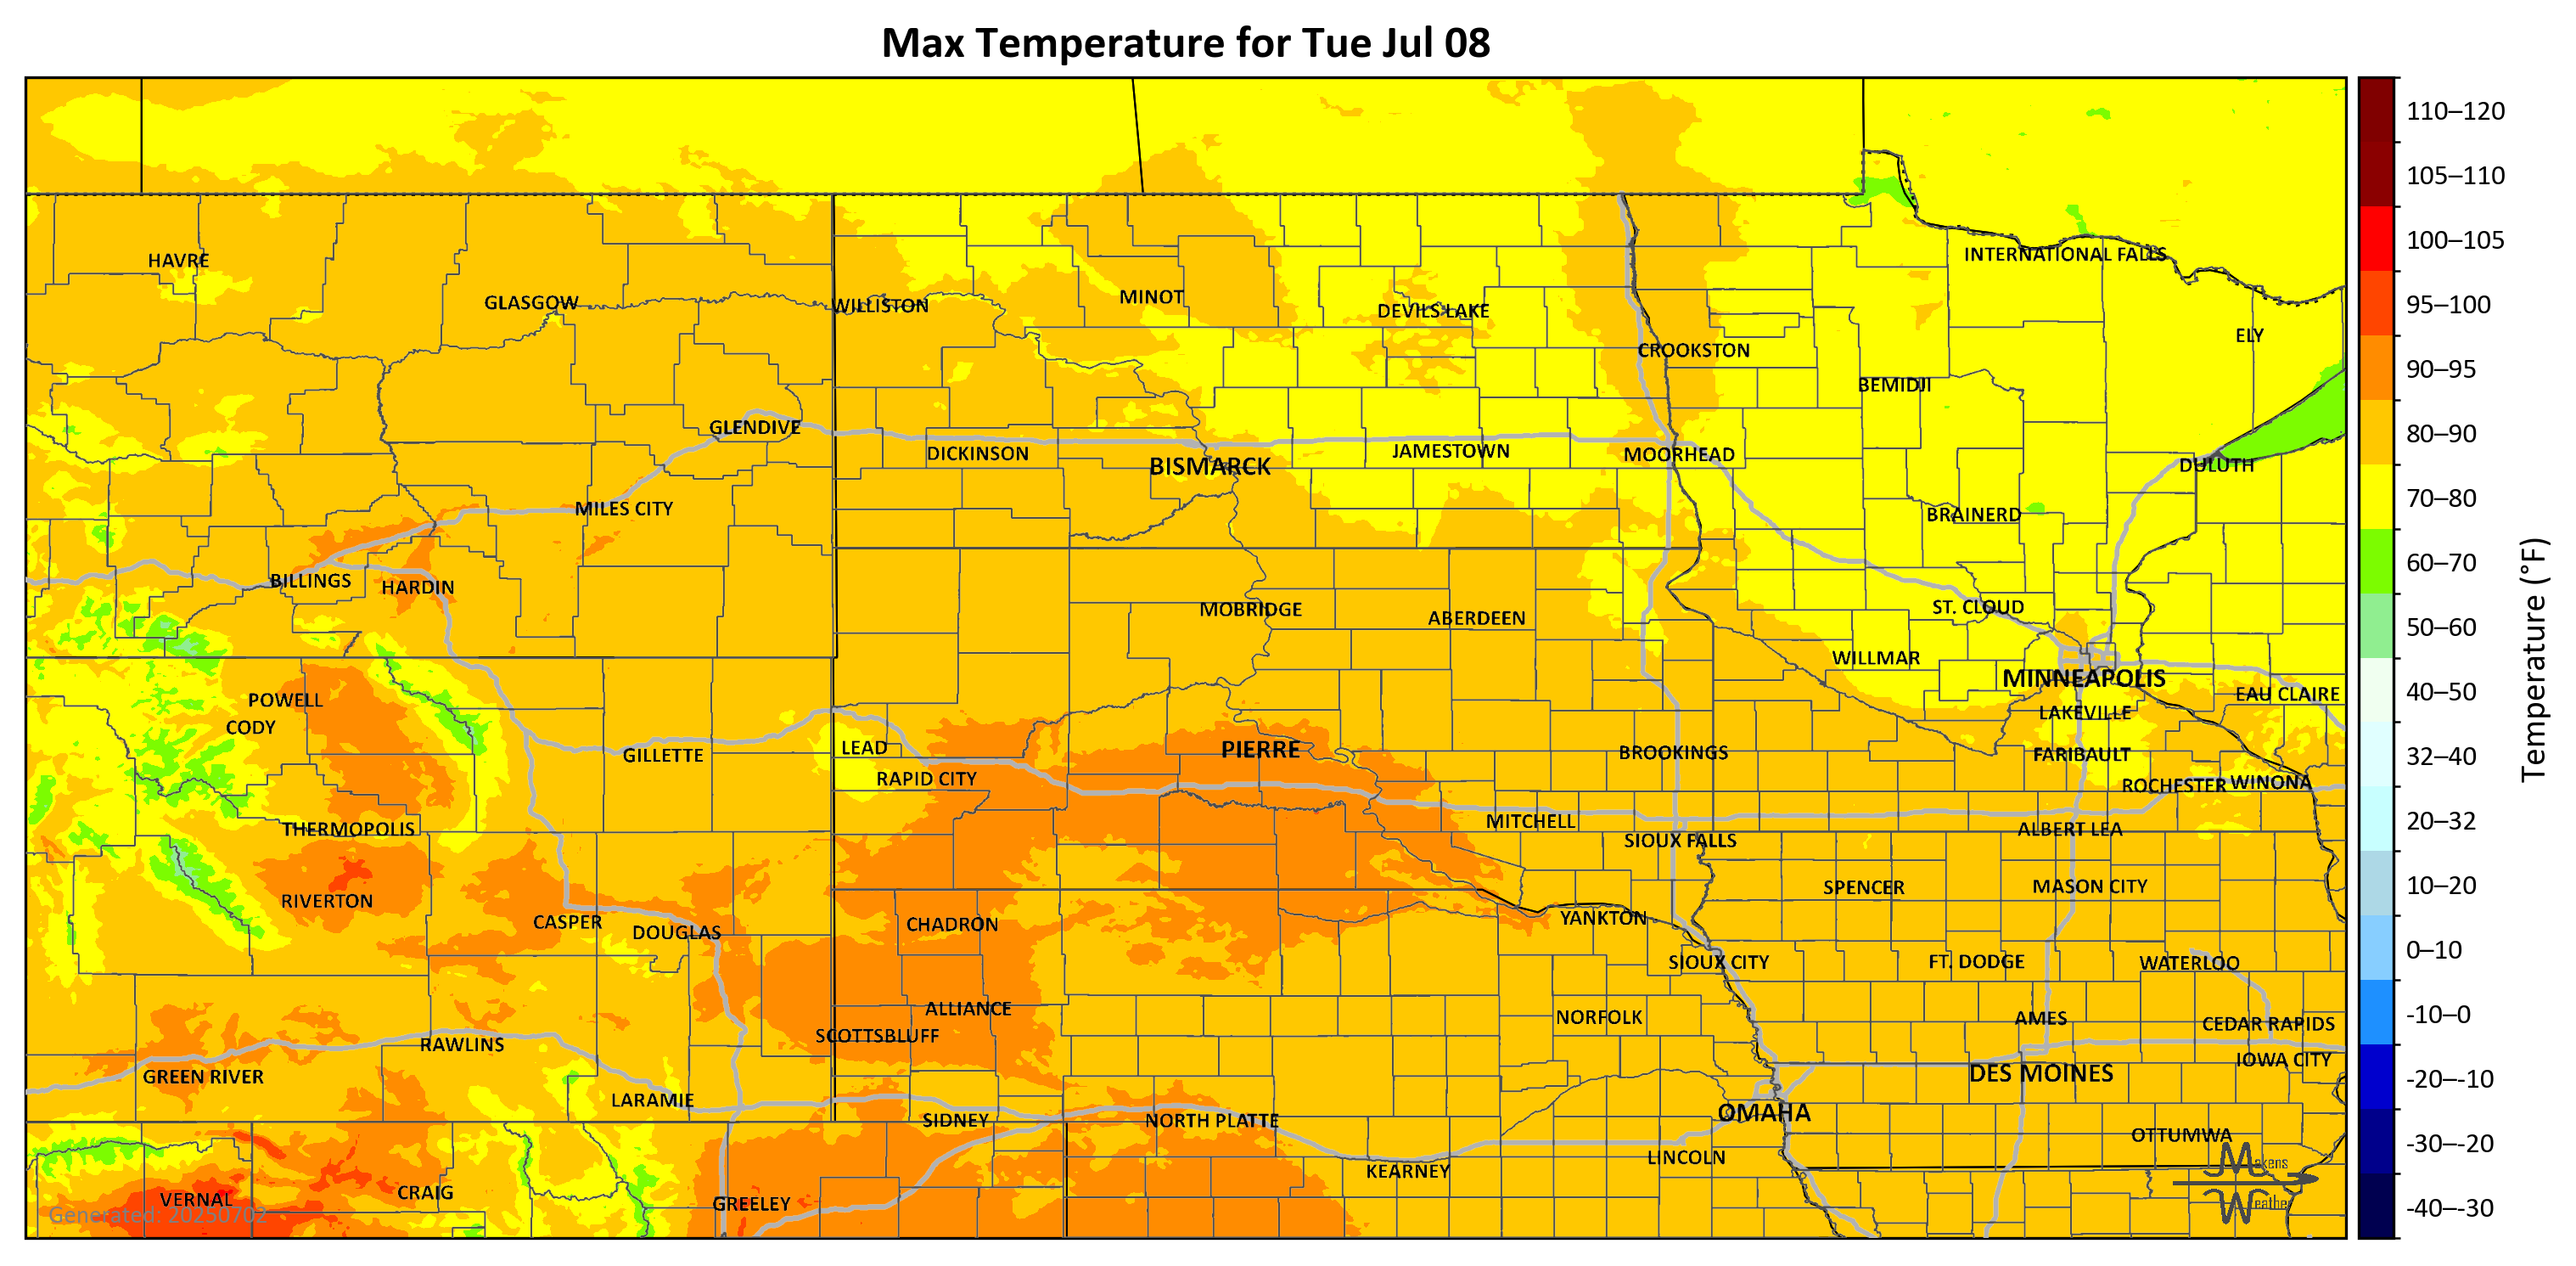 Max Temperature for Tue Jul 08
110–120
105–110
INTERNATIONAL FALLS
100–105
HAVRE
GLASGOW
WILLISTON
MINOT
DEVILS LAKE
95–100
ELY
CROOKSTON
90–95
BEMIDJI
GLENDIVE
80–90
DICKINSON
BISMARCK
JAMESTOWN
MOORHEAD
DULUTH
MILES CITY
BRAINERD
70–80
60–70
BILLINGS
HARDIN
MOBRIDGE
ABERDEEN
ST. CLOUD
50–60
WILLMAR
MINNEAPOLIS
EAU CLAIRE
40–50
POWELL
CODY
LAKEVILLE
Temperature (°F)
GILLETTE
LEAD
PIERRE
BROOKINGS
FARIBAULT
32–40
RAPID CITY
ROCHESTER
WINONA
THERMOPOLIS
MITCHELL
SIOUX FALLS
ALBERT LEA
20–32
RIVERTON
SPENCER
MASON CITY
10–20
CASPER
DOUGLAS
CHADRON
YANKTON
SIOUX CITY
FT. DODGE
WATERLOO
0–10
ALLIANCE
SCOTTSBLUFF
NORFOLK
AMES
CEDAR RAPIDS
-10–0
RAWLINS
GREEN RIVER
IOWA CITY
DES MOINES
-20–-10
LARAMIE
SIDNEY
NORTH PLATTE
OMAHA
OTTUMWA
-30–-20
KEARNEY
LINCOLN
Makens
Weather
VERNAL
CRAIG
GREELEY
-40–-30
Generated: 20250702